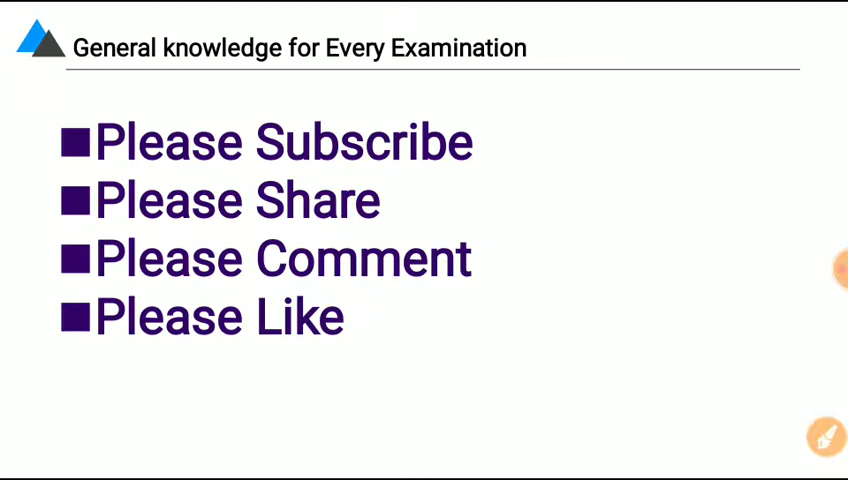 General knowledge for Every Examination
Please Subscribe
Please Share
Please Comment
Please Like